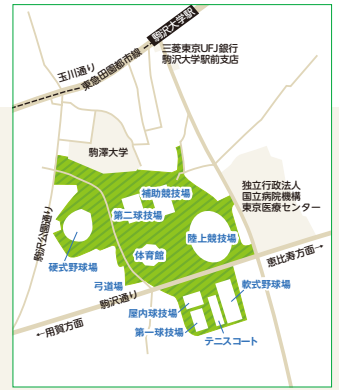 駒沢大学駅
三菱東京UFJ銀行
駒沢大学駅前支店
玉川通り
東急田園都市線
駒澤大学
補助競技場
第二球技場
独立行政法人
国立病院機構
東京医療センター
陸上競技場
体育館
駒沢公園通り
硬式野球場
弓道場
恵比寿方面→
駒沢通り
軟式野球場
←用賀方面
屋内球技場
第一球技場
テニスコート